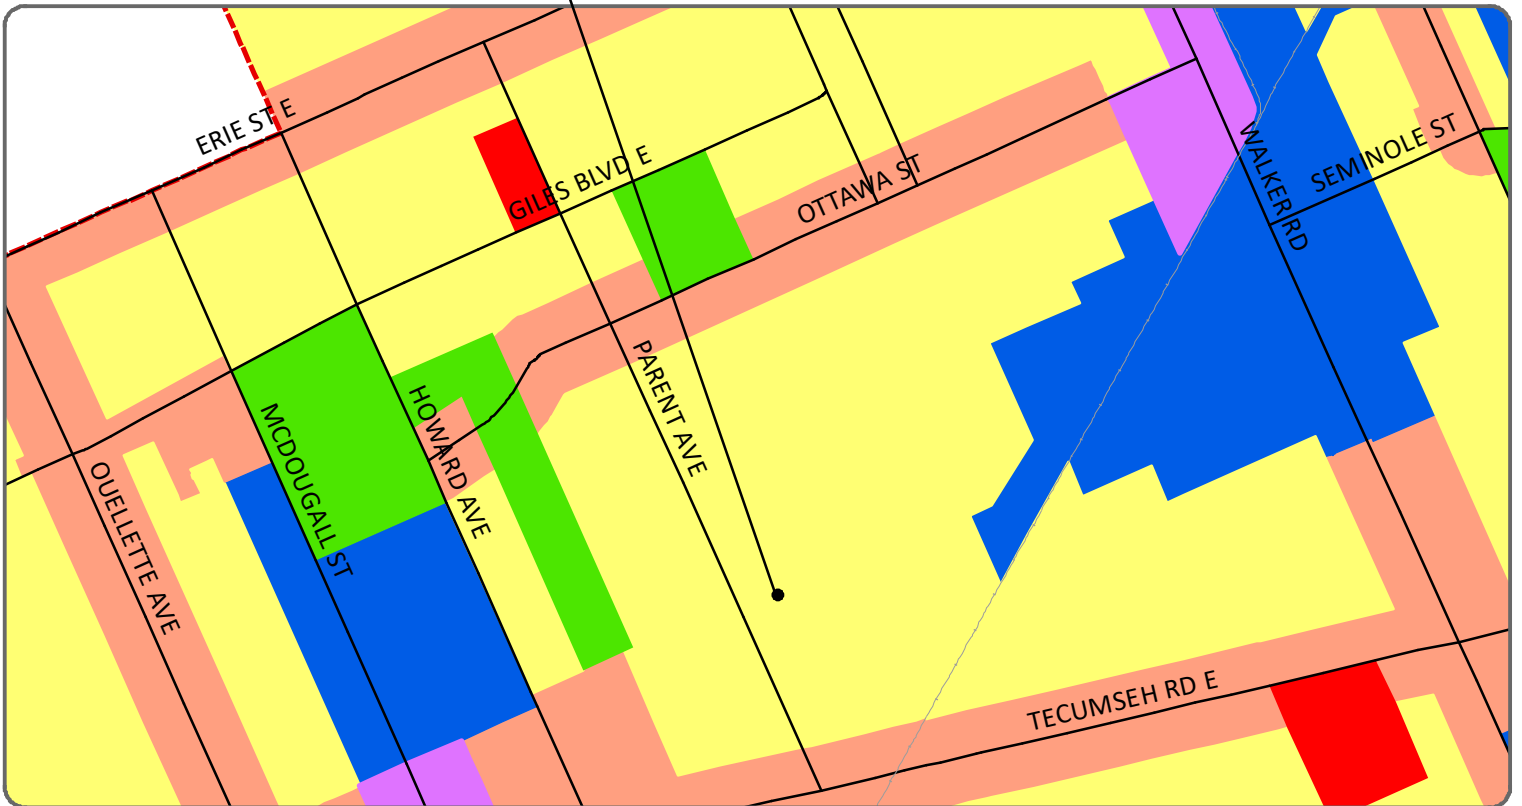 ERIE ST E
GILES BLVD E
OTTAWA ST
WALKER RD
SEMINOLE ST
PARENT AVE
HOWARD AVE
MCDOUGALL ST
OUELLETTE AVE
TECUMSEH RD E